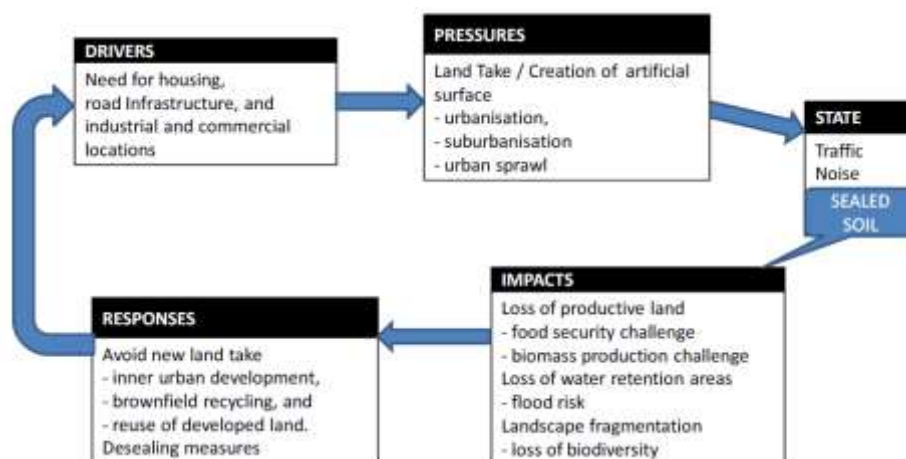 DRIVERS
Need for housing,
road Infrastructure, and
industrial and commercial
locations
PRESSURES
Land Take / Creation of artificial
surface
- urbanisation,
- suburbanisation
- urban sprawl
STATE
Traffic
Noise
SEALED
SOIL
IMPACTS
Loss of productive land
- food security challenge
- biomass production challenge
Loss of water retention areas
- flood risk
Landscape fragmentation
- loss of biodiversity
RESPONSES
Avoid new land take
- inner urban development,
- brownfield recycling, and
- reuse of developed land.
Desealing measures